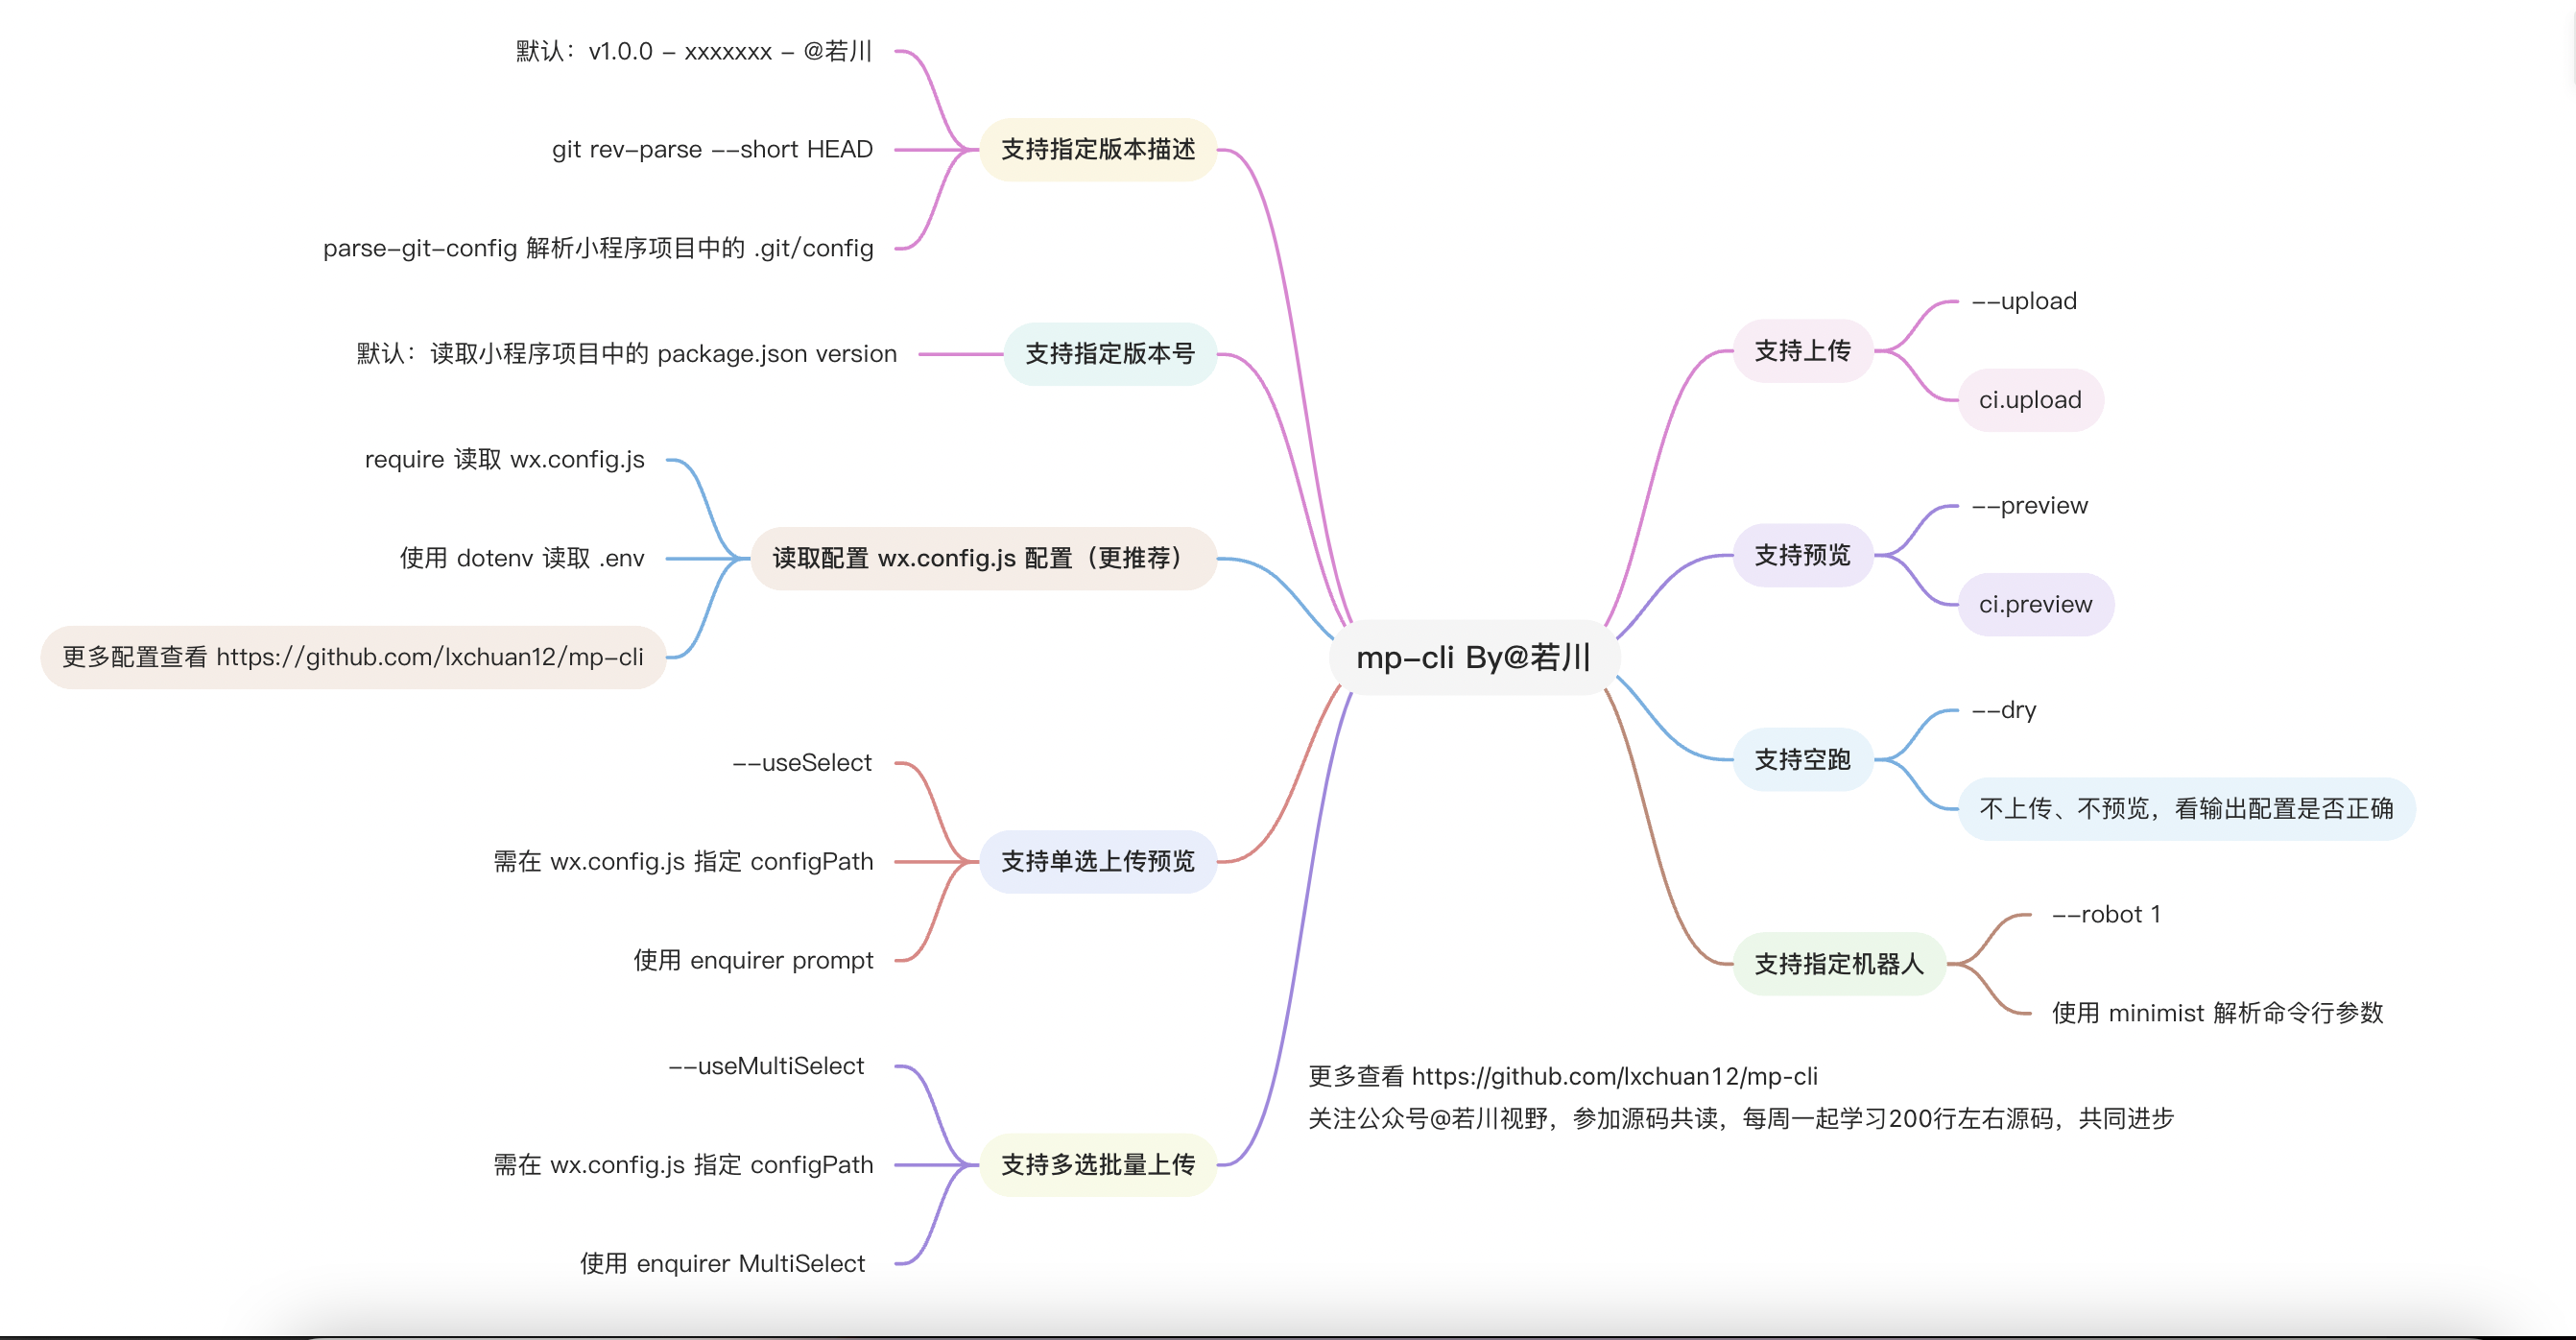 默认：v1.0.0 - xxxxxxx - @若川
git rev-parse --short HEAD
parse-git-config 解析小程序项目中的 .git/config
支持指定版本描述
默认：读取小程序项目中的 package.json version
支持指定版本号
require 读取 wx.config.js
使用 dotenv 读取 .env
更多配置查看 https://github.com/lxchuan12/mp-cli
读取配置 wx.config.js 配置（更推荐）
--useSelect
需在 wx.config.js 指定 configPath
使用 enquirer prompt
支持单选上传预览
--useMultiSelect
需在 wx.config.js 指定 configPath
使用 enquirer MultiSelect
支持多选批量上传
mp-cli By@若川
支持上传
--upload
ci.upload
支持预览
--preview
ci.preview
支持空跑
--dry
不上传、不预览，看输出配置是否正确
支持指定机器人
--robot 1
使用 minimist 解析命令行参数
更多查看 https://github.com/lxchuan12/mp-cli
关注公众号@若川视野，参加源码共读，每周一起学习200行左右源码，共同进步